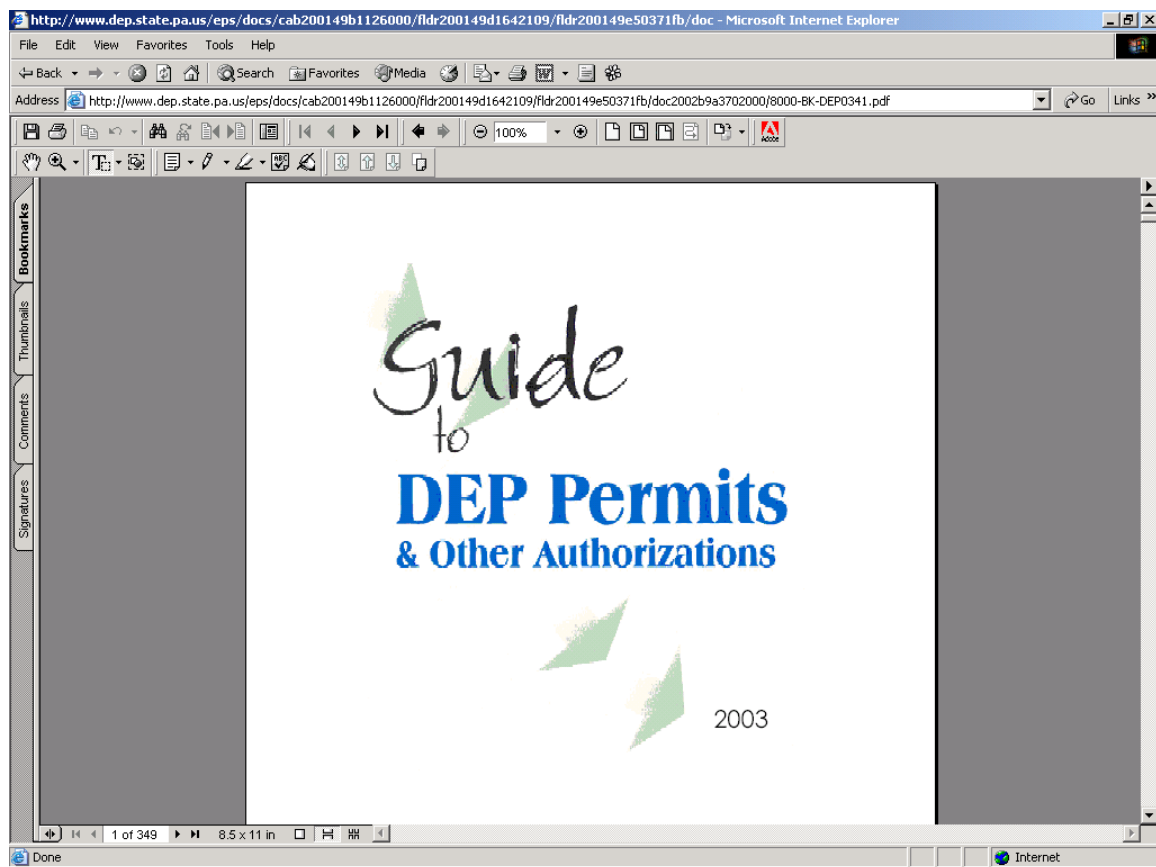 http://www.dep.state.pa.us/eps/docs/cab200149b1126000/fldr200149d1642109/fldr200149e50371fb/doc - Microsoft Internet Explorer
File Edit View Favorites Tools Help
Back Search Favorites Media
Address http://www.dep.state.pa.us/eps/docs/cab200149b1126000/fldr200149d1642109/fldr200149e50371fb/doc2002b9a3702000/8000-BK-DEP0341.pdf Go Links »
100% Adobe
Bookmarks
Thumbnails
Comments
Signatures
Guide
to
DEP Permits
& Other Authorizations
2003
1 of 349 8.5 x 11 in
Done Internet